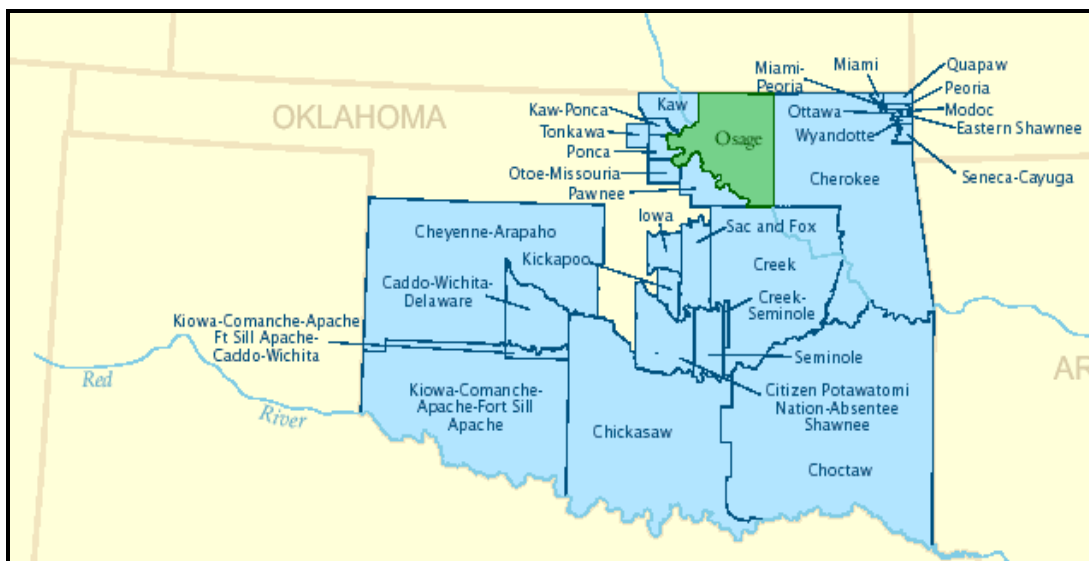 OKLAHOMA
Miami
Miami-
Peoria
Quapaw
Peoria
Modoc
Ottawa
Eastern Shawnee
Wyandotte
Seneca-Cayuga
Cherokee
Kaw
Kaw-Ponca
Tonkawa
Ponca
Otoe-Missouria
Pawnee
Osage
Iowa
Sac and Fox
Kickapoo
Creek
Creek-
Seminole
Cheyenne-Arapaho
Caddo-Wichita-
Delaware
Kiowa-Comanche-Apache
Ft Sill Apache-
Caddo-Wichita
Seminole
Citizen Potawatomi
Nation-Absentee
Shawnee
Kiowa-Comanche-
Apache-Fort Sill
Apache
Chickasaw
Choctaw
Red
River
AR